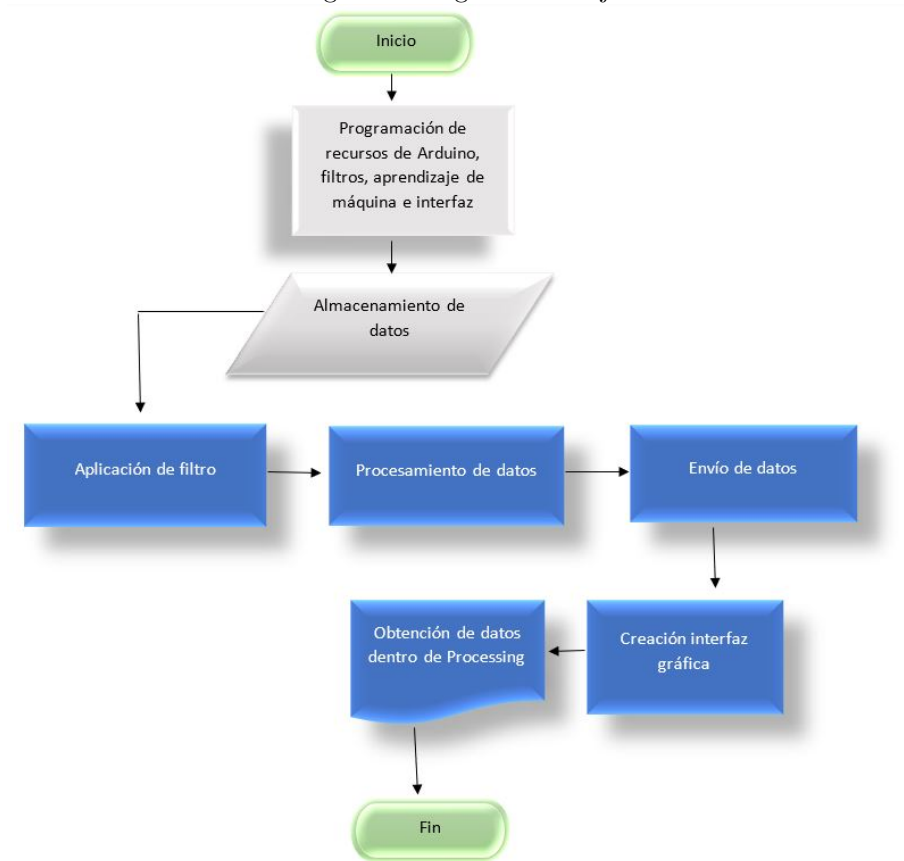 Inicio
Programación de
recursos de Arduino,
filtros, aprendizaje de
máquina e interfaz
Almacenamiento de
datos
Aplicación de filtro
Procesamiento de datos
Envío de datos
Obtención de datos
dentro de Processing
Creación interfaz
gráfica
Fin